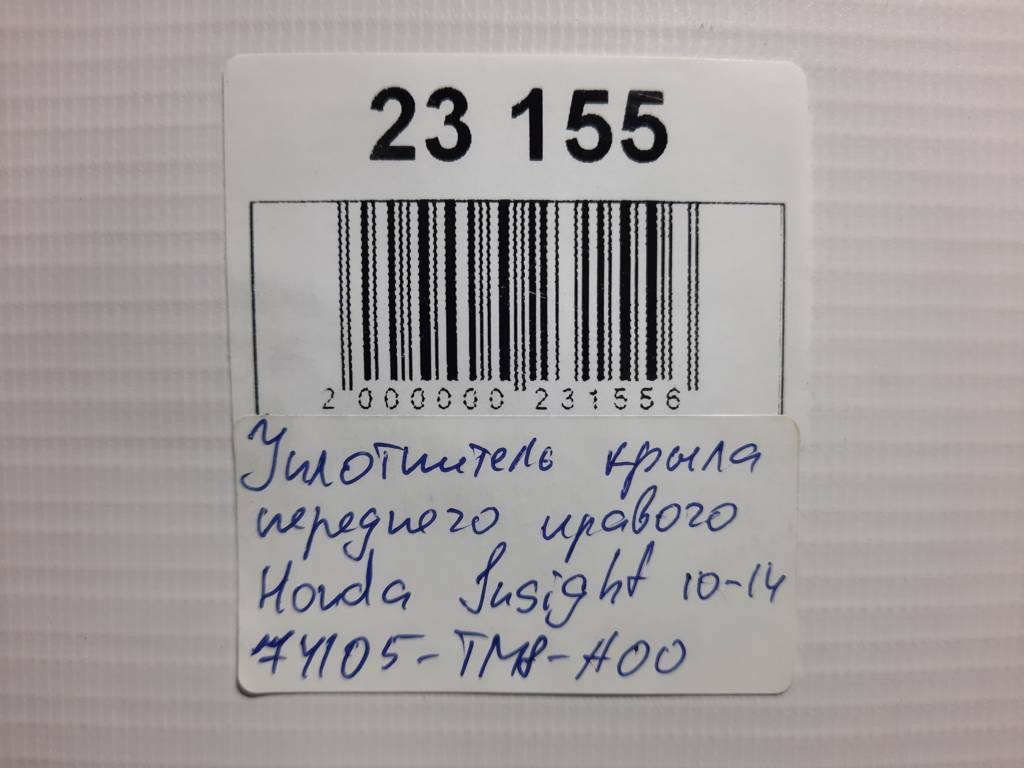 23 155
2 000000 231556
Уплотнитель крыла
переднего правого
Honda Insight 10-14
74105-TM8-A00